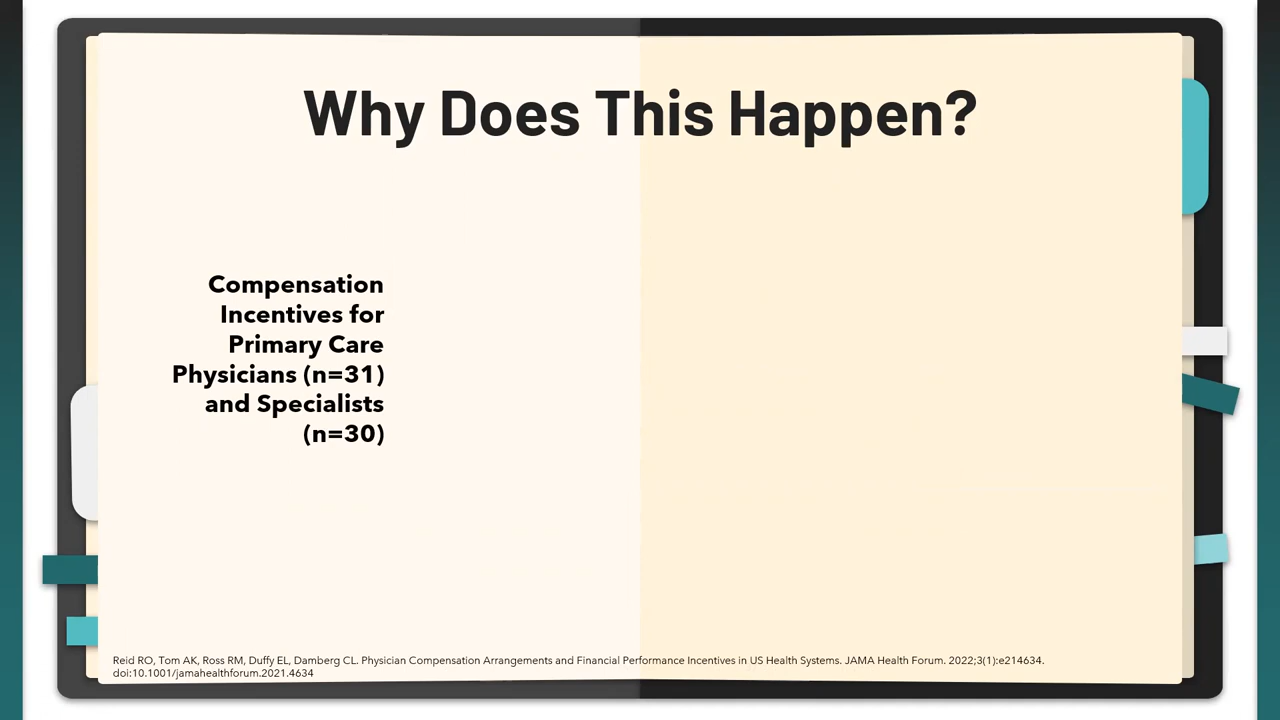 Why Does This Happen?
Compensation
Incentives for
Primary Care
Physicians (n=31)
and Specialists
(n=30)
Reid RO, Tom AK, Ross RM, Duffy EL, Damberg CL. Physician Compensation Arrangements and Financial Performance Incentives in US Health Systems. JAMA Health Forum. 2022;3(1):e214634.
doi:10.1001/jamahealthforum.2021.4634